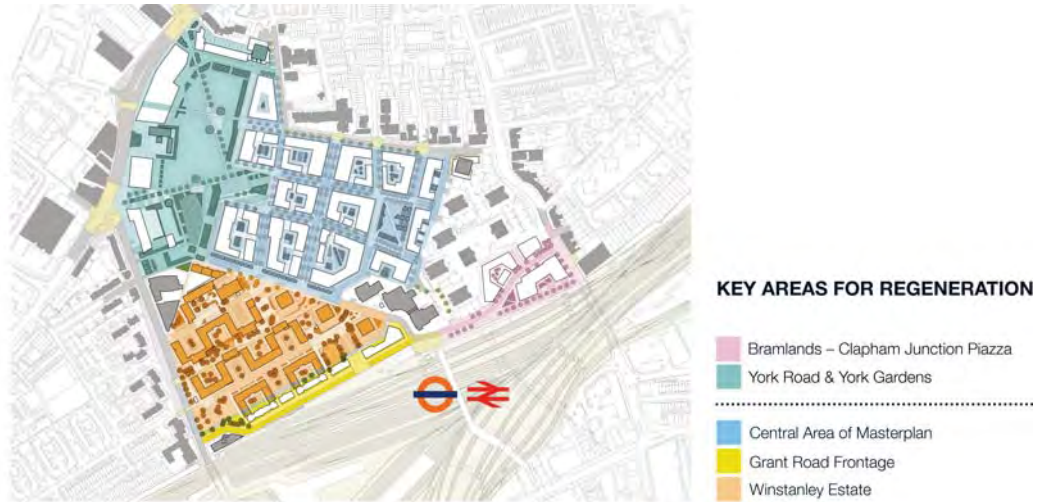 KEY AREAS FOR REGENERATION
Bramlands – Clapham Junction Piazza
York Road & York Gardens
Central Area of Masterplan
Grant Road Frontage
Winstanley Estate